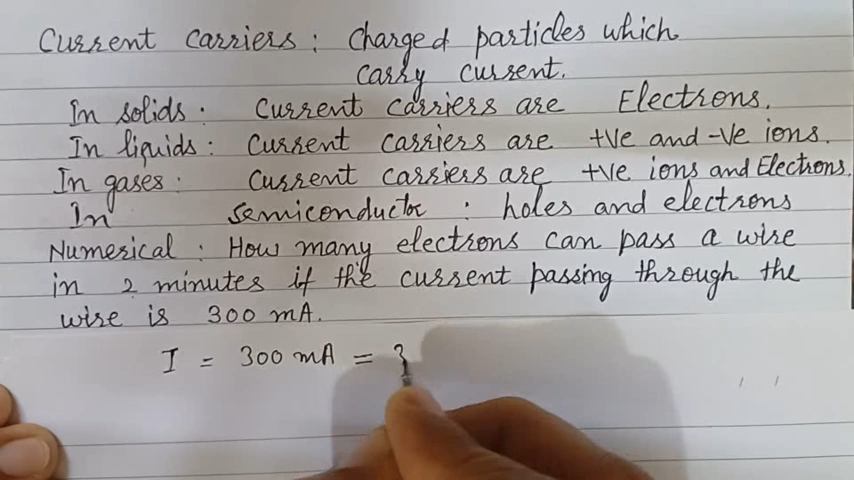 Current carriers : charged particles which
carry current.
In solids : Current carriers are Electrons.
In liquids : Current carriers are +ve and -ve ions.
In gases : Current carriers are +ve ions and Electrons.
In semiconductor : holes and electrons
Numerical : How many electrons can pass a wire
in 2 minutes if the current passing through the
wire is 300 mA.
I = 300 mA = 3